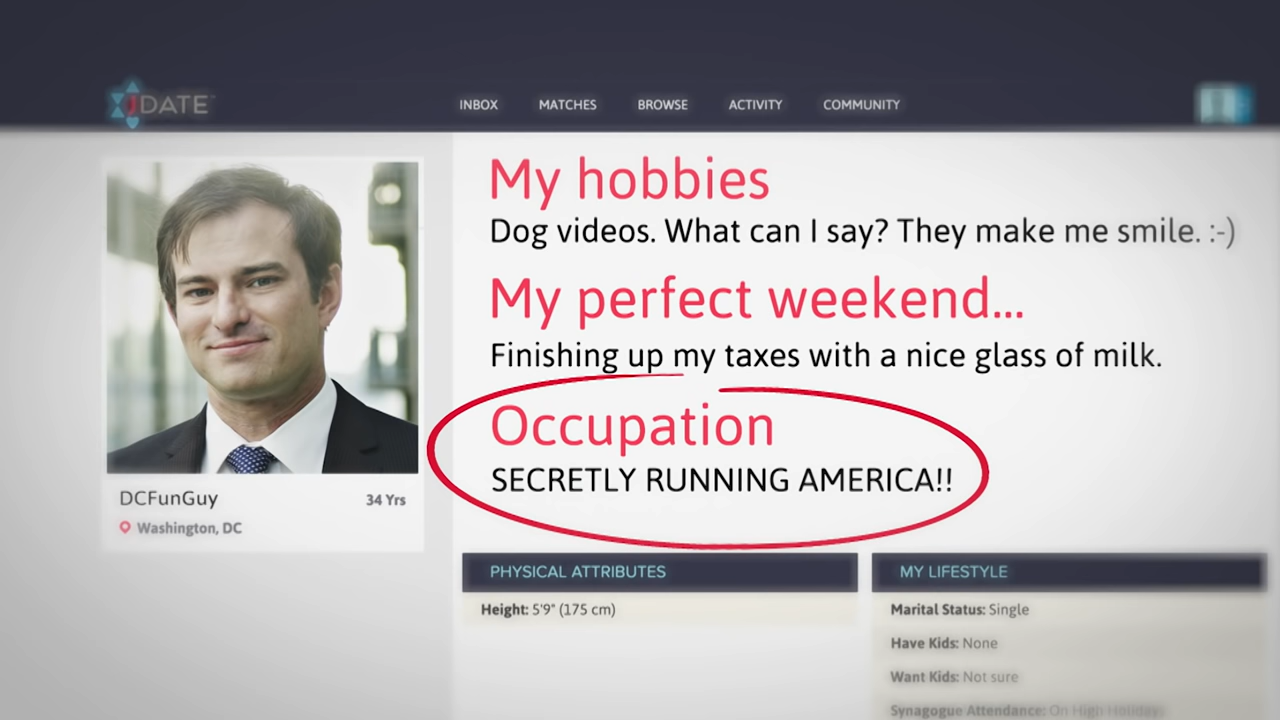 JDATE
INBOX MATCHES BROWSE ACTIVITY COMMUNITY
My hobbies
Dog videos. What can I say? They make me smile. :-)
My perfect weekend...
Finishing up my taxes with a nice glass of milk.
Occupation
SECRETLY RUNNING AMERICA!!
DCFunGuy 34 Yrs
Washington, DC
PHYSICAL ATTRIBUTES
Height: 5'9" (175 cm)
MY LIFESTYLE
Marital Status: Single
Have Kids: None
Want Kids: Not sure
Synagogue Attendance: On High Holidays